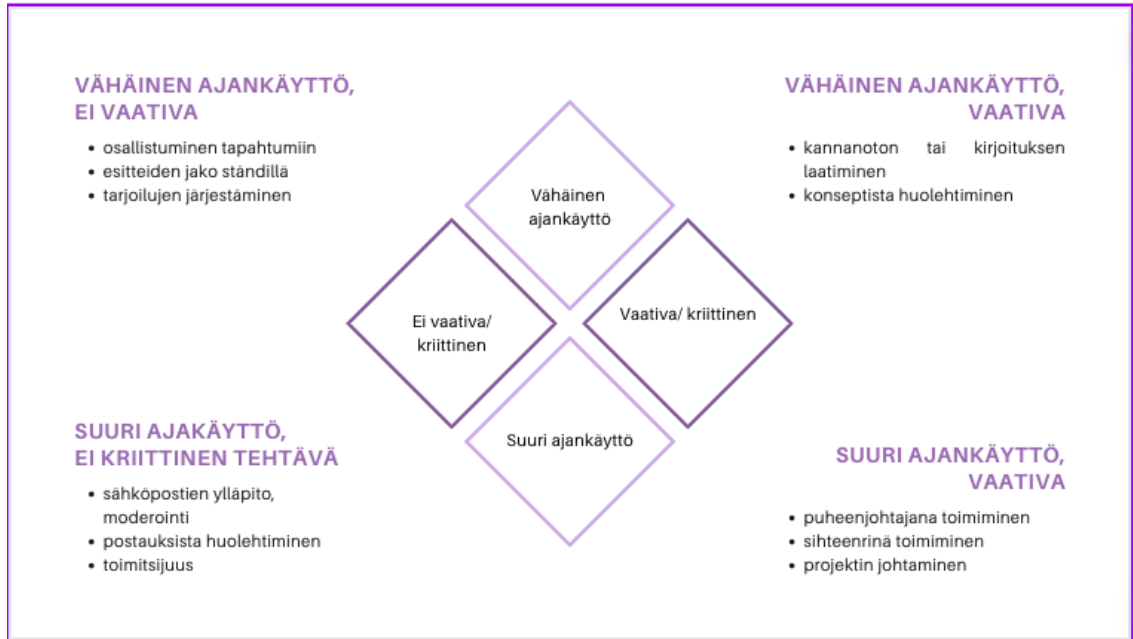 VÄHÄINEN AJANKÄYTTÖ,
EI VAATIVA
• osallistuminen tapahtumiin
• esitteiden jako ständillä
• tarjoilujen järjestäminen
VÄHÄINEN AJANKÄYTTÖ,
VAATIVA
• kannanoton tai kirjoituksen
laatiminen
• konseptista huolehtiminen
Vähäinen
ajankäyttö
Ei vaativa/
kriittinen
Vaativa/ kriittinen
Suuri ajankäyttö
SUURI AJAKÄYTTÖ,
EI KRIITTINEN TEHTÄVÄ
• sähköpostien ylläpito,
moderointi
• postauksista huolehtiminen
• toimitsijuus
SUURI AJANKÄYTTÖ,
VAATIVA
• puheenjohtajana toimiminen
• sihteenrinä toimiminen
• projektin johtaminen